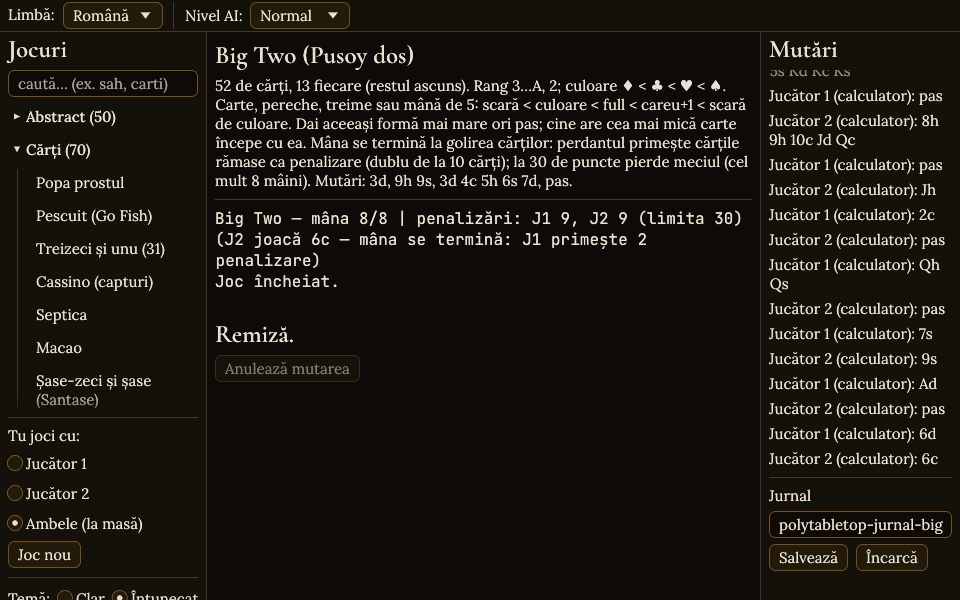 Limbă: Română ▼ Nivel AI: Normal ▼
Jocuri
caută... (ex. sah, carti)
▸ Abstract (50)
▾ Cărți (70)
Popa prostul
Pescuit (Go Fish)
Treizeci și unu (31)
Cassino (capturi)
Septica
Macao
Șase-zeci și șase
(Santase)
Tu joci cu:
Jucător 1
Jucător 2
Ambele (la masă)
Joc nou
Temă: Clar Întunecat
Big Two (Pusoy dos)
52 de cărți, 13 fiecare (restul ascuns). Rang 3...A, 2; culoare ♦ < ♣ < ♥ < ♠.
Carte, pereche, treime sau mână de 5: scară < culoare < full < careu+1 < scară
de culoare. Dai aceeași formă mai mare ori pas; cine are cea mai mică carte
începe cu ea. Mâna se termină la golirea cărților: perdantul primește cărțile
rămase ca penalizare (dublu de la 10 cărți); la 30 de puncte pierde meciul (cel
mult 8 mâini). Mutări: 3d, 9h 9s, 3d 4c 5h 6s 7d, pas.
Big Two — mâna 8/8 | penalizări: J1 9, J2 9 (limita 30)
(J2 joacă 6c — mâna se termină: J1 primește 2
penalizare)
Joc încheiat.
Remiză.
Anulează mutarea
Mutări
5s Kd Kc Ks
Jucător 1 (calculator): pas
Jucător 2 (calculator): 8h
9h 10c Jd Qc
Jucător 1 (calculator): pas
Jucător 2 (calculator): Jh
Jucător 1 (calculator): 2c
Jucător 2 (calculator): pas
Jucător 1 (calculator): Qh
Qs
Jucător 2 (calculator): pas
Jucător 1 (calculator): 7s
Jucător 2 (calculator): 9s
Jucător 1 (calculator): Ad
Jucător 2 (calculator): pas
Jucător 1 (calculator): 6d
Jucător 2 (calculator): 6c
Jurnal
polytabletop-jurnal-big
Salvează Încarcă